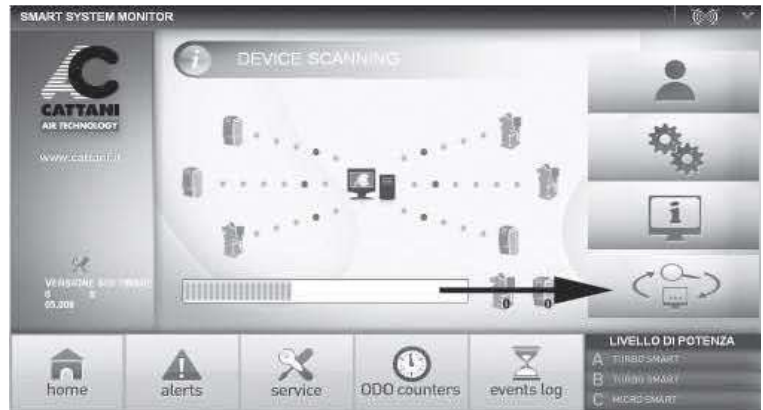 SMART SYSTEM MONITOR
i DEVICE SCANNING
CATTANI
AIR TECHNOLOGY
www.cattani.it
i
VERSIONE SOFTWARE
05.209
0 0
home
alerts
service
ODO counters
events log
LIVELLO DI POTENZA
A TURBO SMART
B TURBO SMART
C MICRO SMART